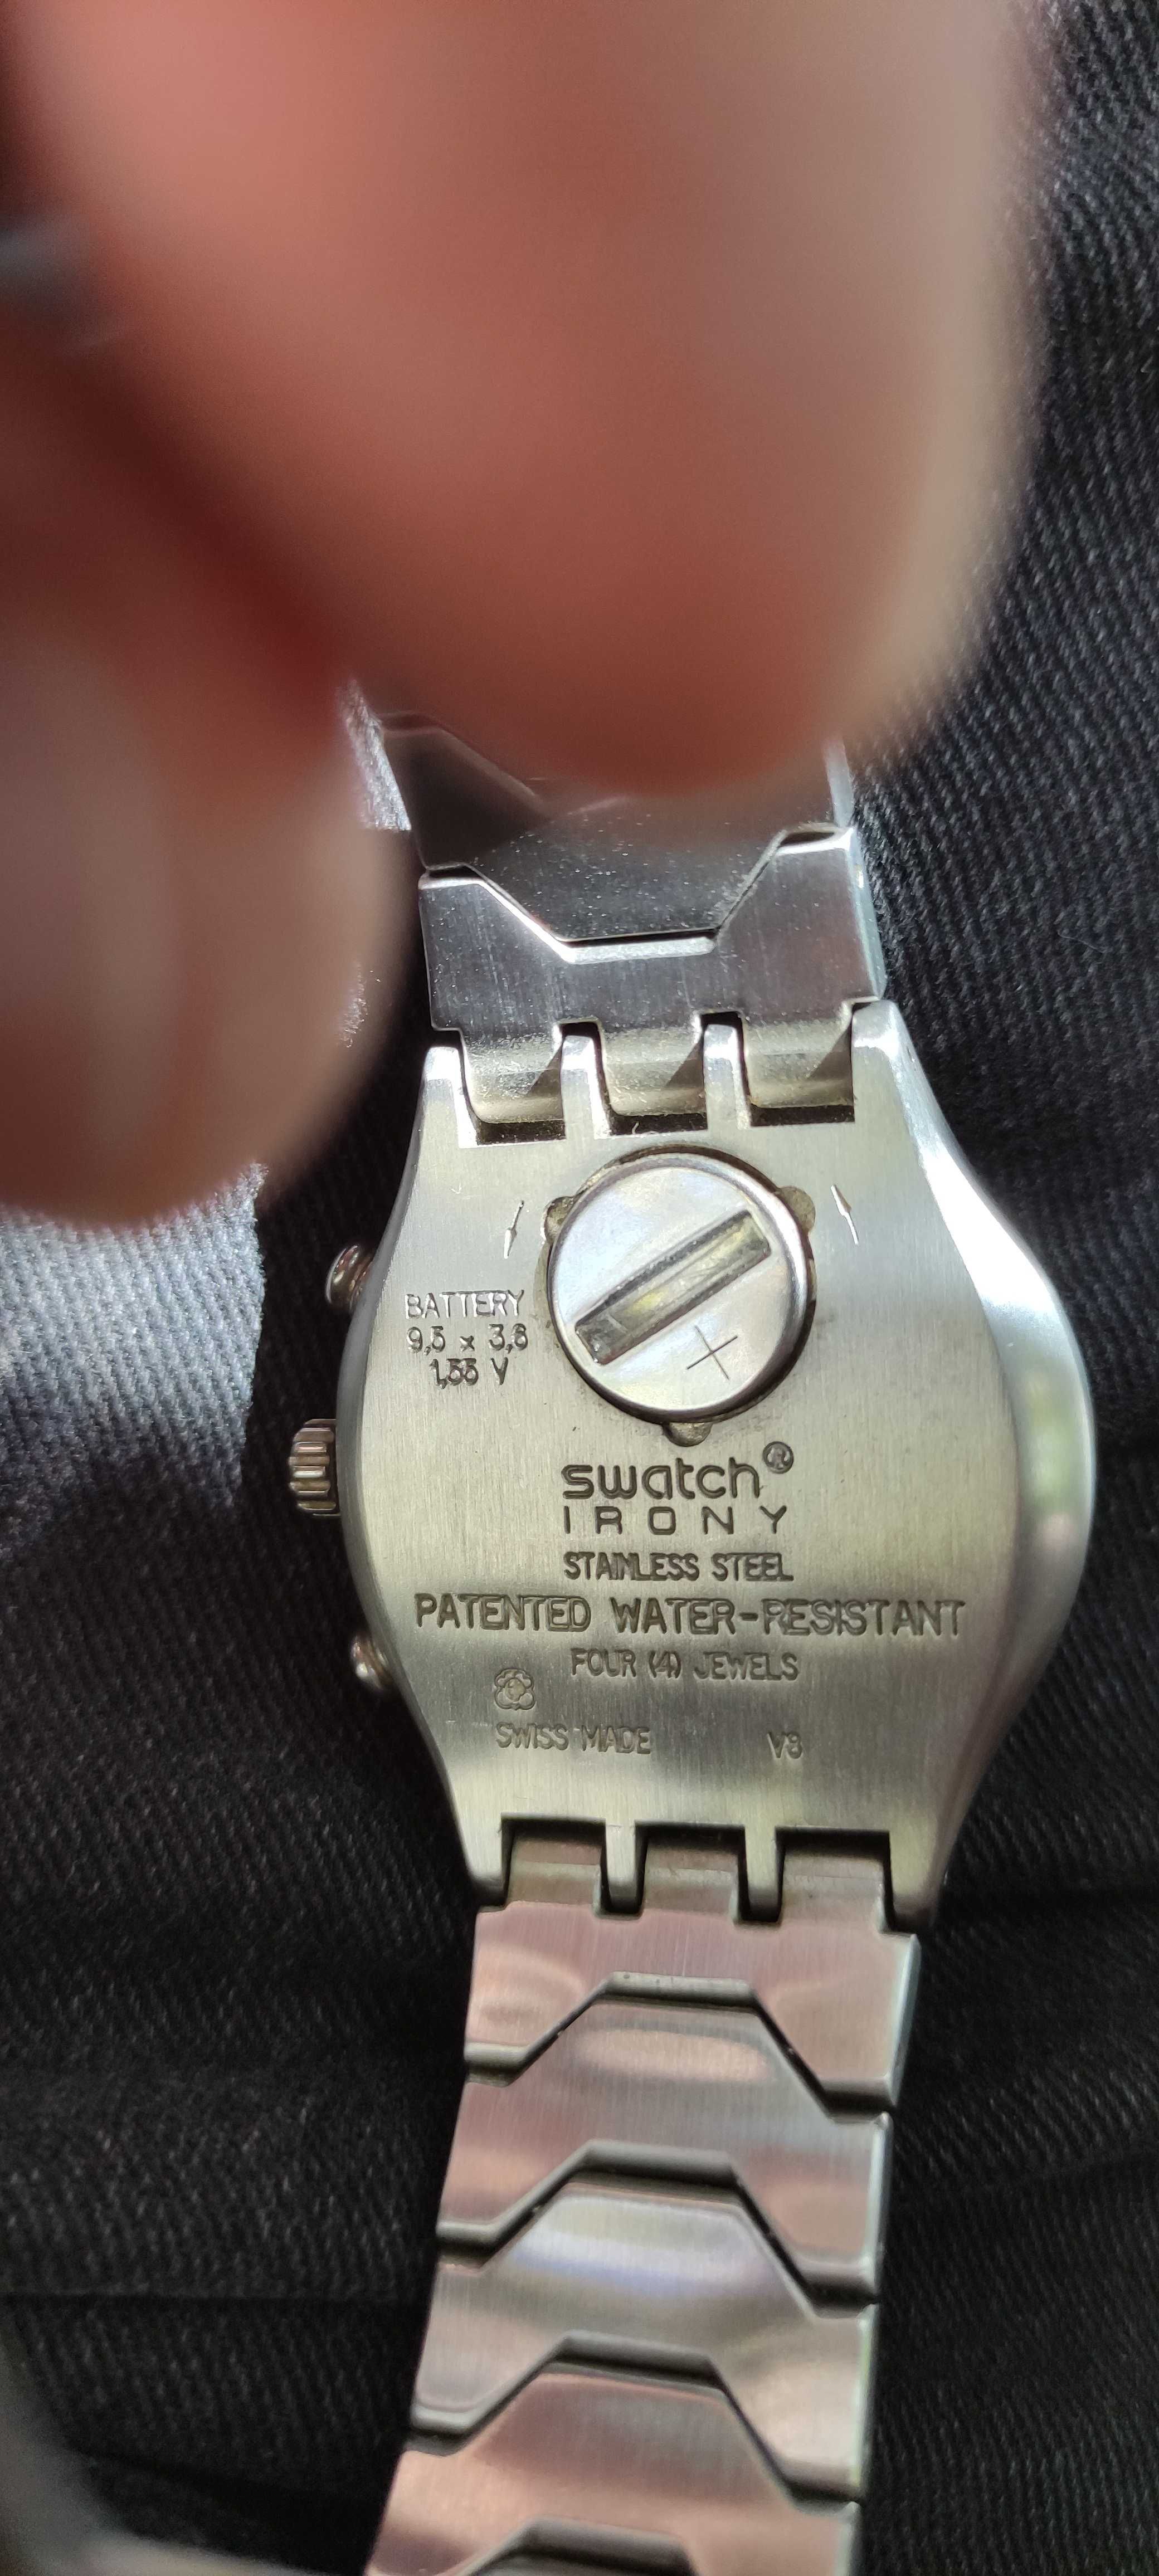 BATTERY
9,5 x 3,6
1,55 V
swatch®
IRONY
STAINLESS STEEL
PATENTED WATER-RESISTANT
FOUR (4) JEWELS
SWISS MADE V8